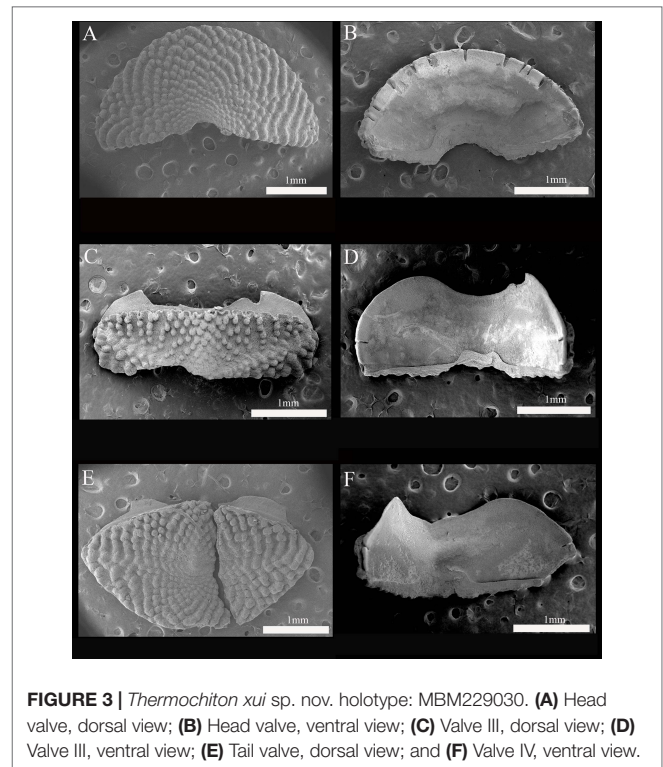 A
B
1mm
1mm
C
D
1mm
1mm
E
F
1mm
1mm
FIGURE 3 | Thermochiton xui sp. nov. holotype: MBM229030. (A) Head
valve, dorsal view; (B) Head valve, ventral view; (C) Valve III, dorsal view; (D)
Valve III, ventral view; (E) Tail valve, dorsal view; and (F) Valve IV, ventral view.